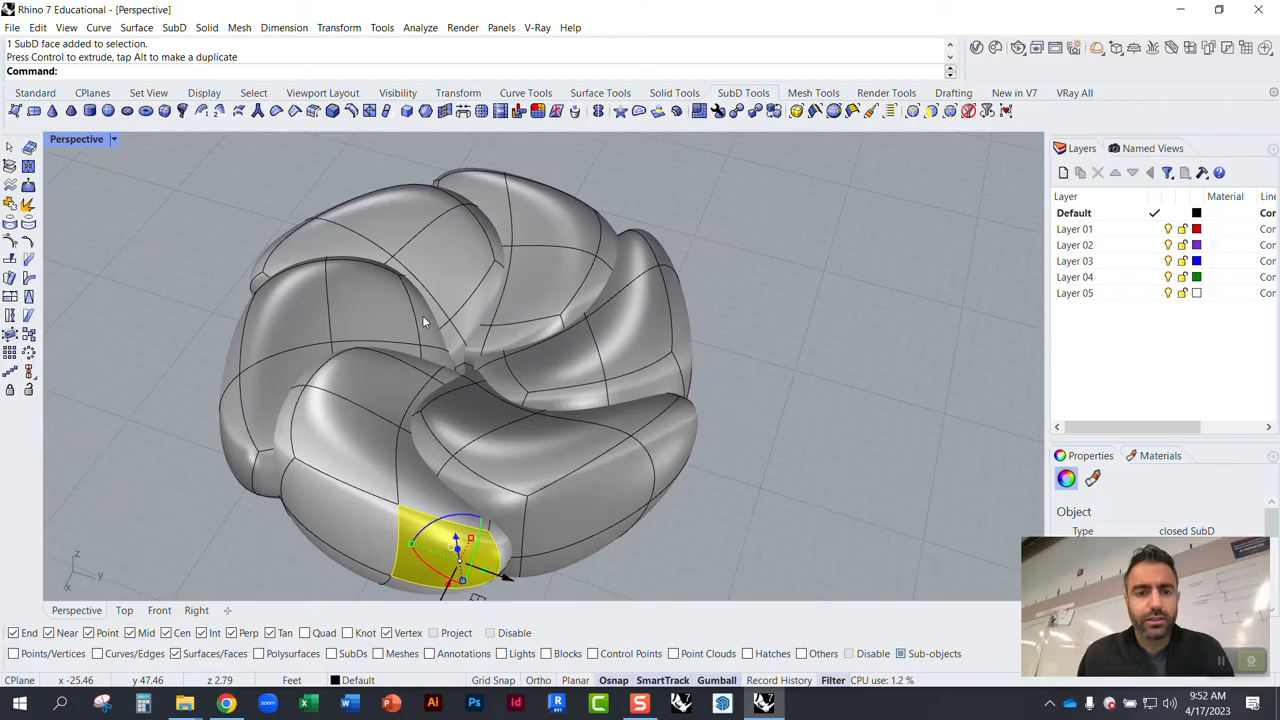 Rhino 7 Educational - [Perspective]
File Edit View Curve Surface Solid Mesh Dimension Transform Tools Analyze Render Panels V-Ray Help
1 SubD face added to selection.
Press Control to extrude, tap Alt to make a duplicate
Command:
Standard CPlanes Set View Display Select Viewport Layout Visibility Transform Curve Tools Surface Tools Solid Tools SubD Tools Mesh Tools Render Tools Drafting New in V7 VRay All
Perspective
Layers Named Views
Layer Material Line
Default Con
Layer 01 Con
Layer 02 Con
Layer 03 Con
Layer 04 Con
Layer 05 Con
Properties Materials
Object
Type closed SubD
z
y
x
Perspective Top Front Right
End Near Point Mid Cen Int Perp Tan Quad Knot Vertex Project Disable
Points/Vertices Curves/Edges Surfaces/Faces Polysurfaces SubDs Meshes Annotations Lights Blocks Control Points Point Clouds Hatches Others Disable Sub-objects
CPlane x -25.46 y 47.46 z 2.79 Feet Default Grid Snap Ortho Planar Osnap SmartTrack Gumball Record History Filter CPU use: 1.2 %
9:52 AM
4/17/2023